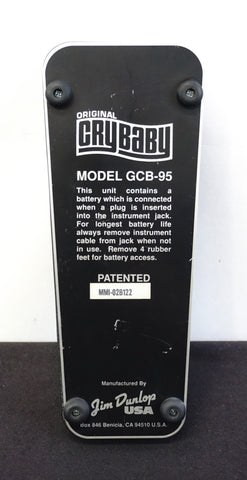 ORIGINAL
CRYBABY
MODEL GCB-95
This unit contains a
battery which is connected
when a plug is inserted
into the instrument jack.
For longest battery life
always remove instrument
cable from jack when not
in use. Remove 4 rubber
feet for battery access.
PATENTED
MMI-02B122
Manufactured By
Jim Dunlop
USA
846 Benicia, CA 94510 U.S.A.